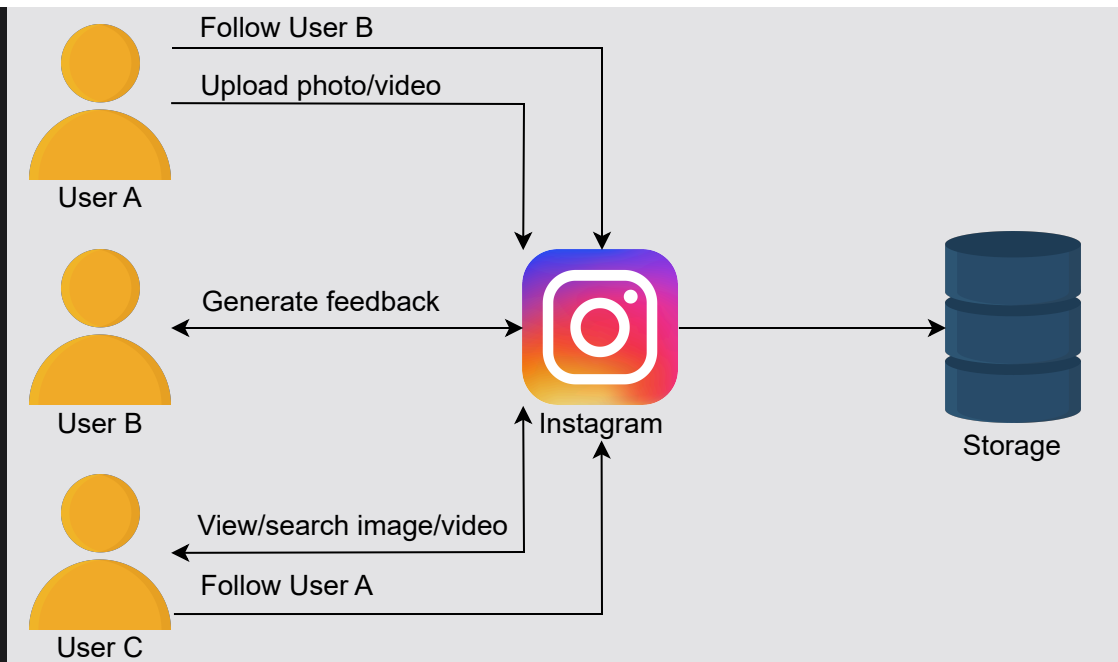 Follow User B
Upload photo/video
User A
Generate feedback
User B
Instagram
Storage
View/search image/video
Follow User A
User C